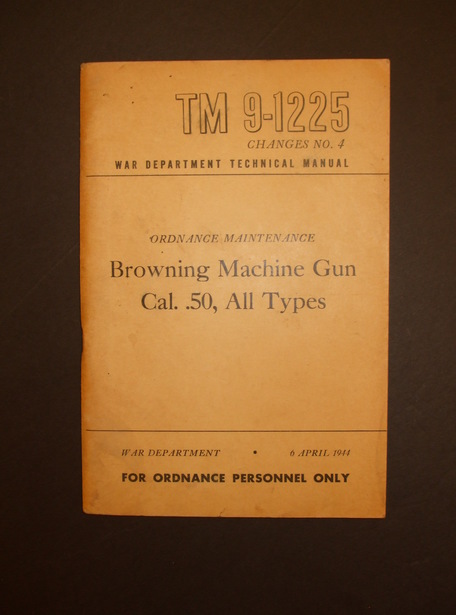 TM 9-1225
CHANGES NO. 4
WAR DEPARTMENT TECHNICAL MANUAL
ORDNANCE MAINTENANCE
Browning Machine Gun
Cal. .50, All Types
WAR DEPARTMENT • 6 APRIL 1944
FOR ORDNANCE PERSONNEL ONLY